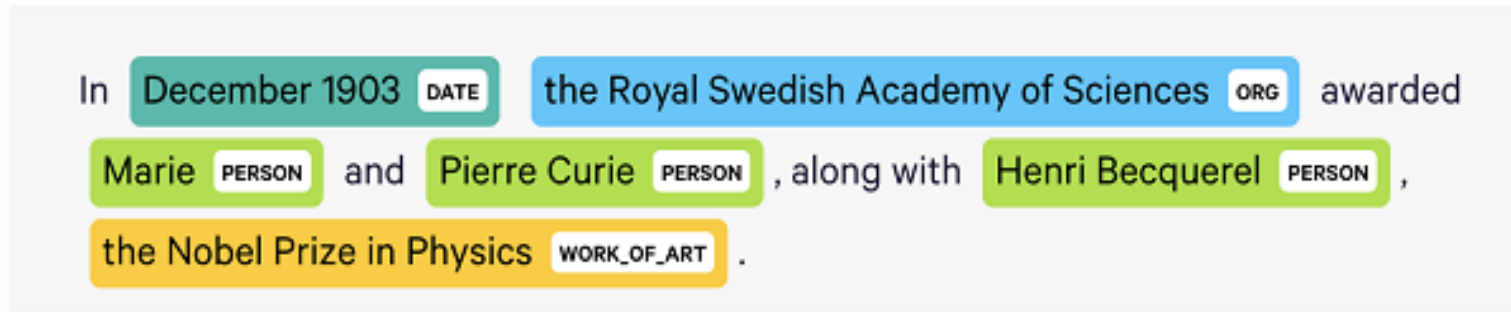 In December 1903 DATE the Royal Swedish Academy of Sciences ORG awarded
Marie PERSON and Pierre Curie PERSON , along with Henri Becquerel PERSON ,
the Nobel Prize in Physics WORK_OF_ART .